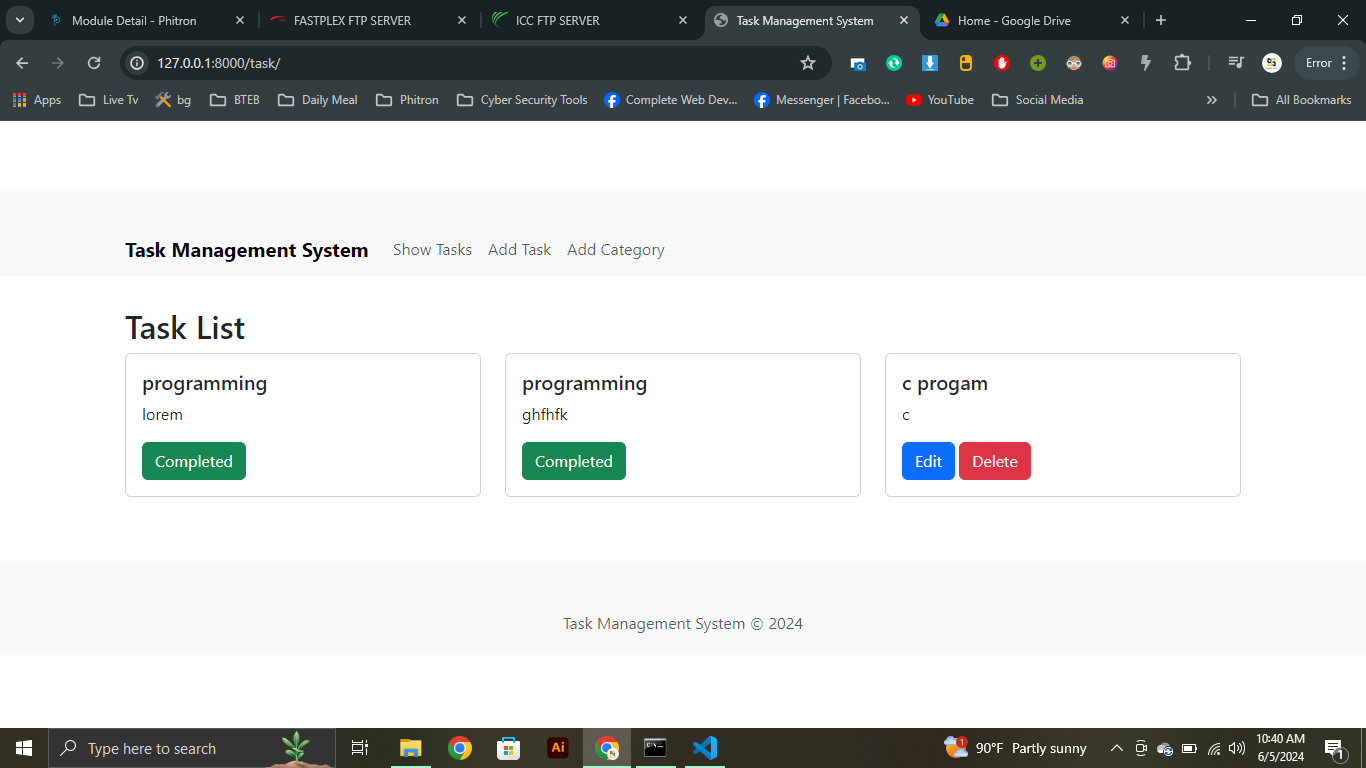 Module Detail - Phitron
FASTPLEX FTP SERVER
ICC FTP SERVER
Task Management System
Home - Google Drive
127.0.0.1:8000/task/
Error
Apps
Live Tv
bg
BTEB
Daily Meal
Phitron
Cyber Security Tools
Complete Web Dev...
Messenger | Facebo...
YouTube
Social Media
All Bookmarks
Task Management System Show Tasks Add Task Add Category
Task List
programming
lorem
Completed
programming
ghfhfk
Completed
c progam
c
Edit Delete
Task Management System © 2024
Type here to search
Ai
90°F Partly sunny
10:40 AM
6/5/2024
1